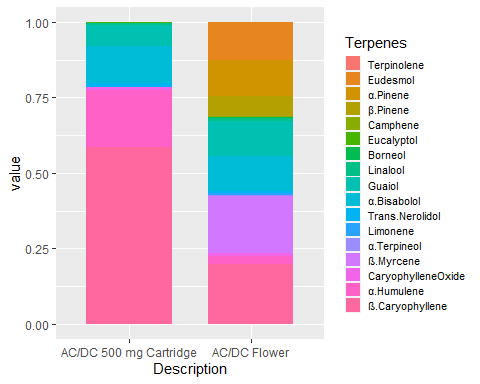 1.00
0.75
0.50
0.25
0.00
value
AC/DC 500 mg Cartridge
AC/DC Flower
Description
Terpenes
Terpinolene
Eudesmol
α.Pinene
β.Pinene
Camphene
Eucalyptol
Borneol
Linalool
Guaiol
α.Bisabolol
Trans.Nerolidol
Limonene
α.Terpineol
ß.Myrcene
CaryophylleneOxide
α.Humulene
ß.Caryophyllene